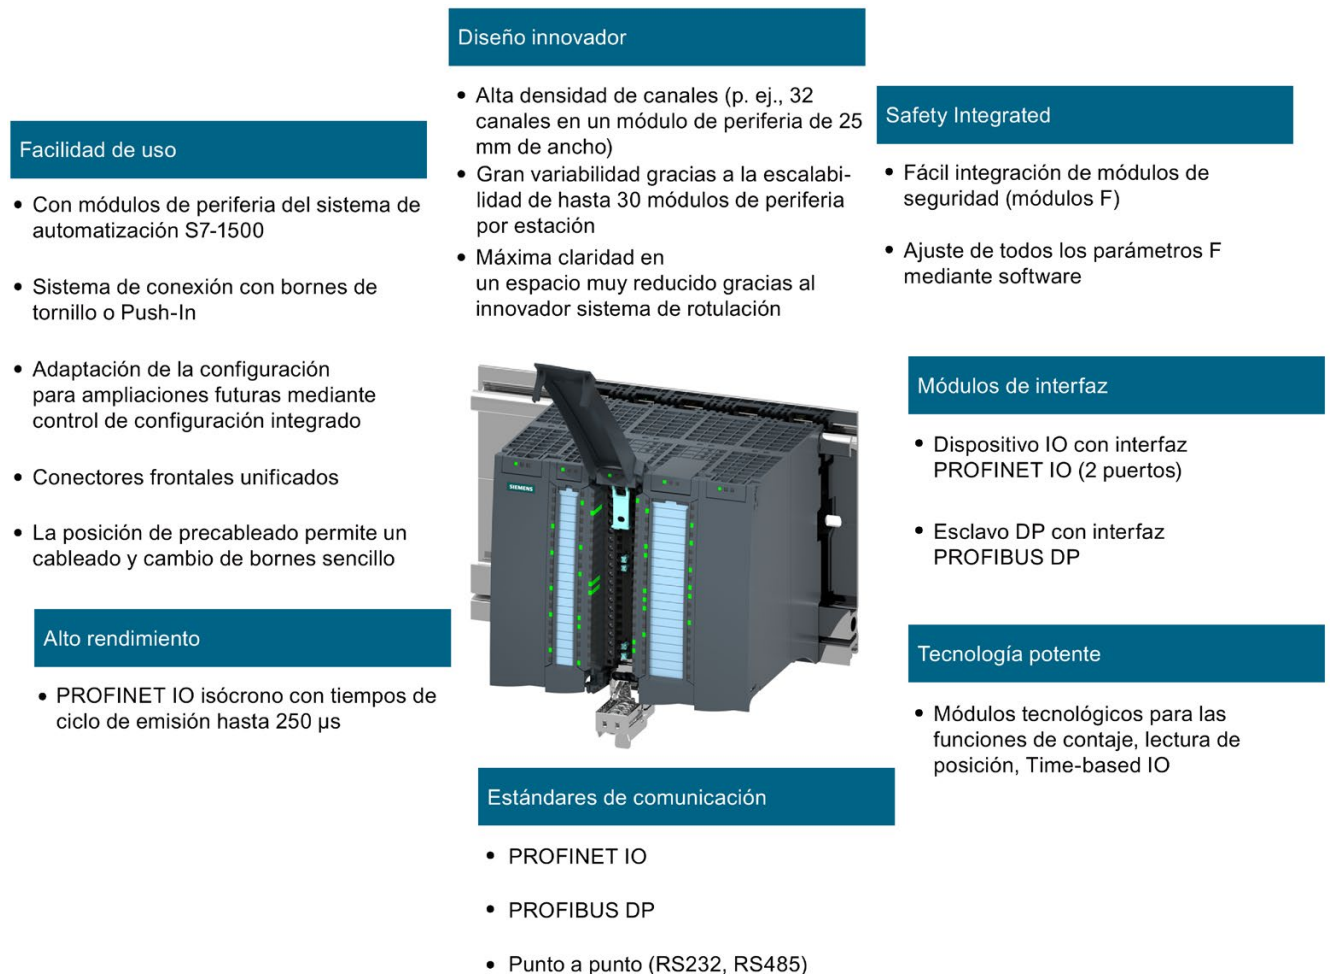 Diseño innovador
• Alta densidad de canales (p. ej., 32
canales en un módulo de periferia de 25
mm de ancho)
• Gran variabilidad gracias a la escalabi-
lidad de hasta 30 módulos de periferia
por estación
• Máxima claridad en
un espacio muy reducido gracias al
innovador sistema de rotulación
Safety Integrated
• Fácil integración de módulos de
seguridad (módulos F)
• Ajuste de todos los parámetros F
mediante software
Facilidad de uso
• Con módulos de periferia del sistema de
automatización S7-1500
• Sistema de conexión con bornes de
tornillo o Push-In
• Adaptación de la configuración
para ampliaciones futuras mediante
control de configuración integrado
• Conectores frontales unificados
• La posición de precableado permite un
cableado y cambio de bornes sencillo
SIEMENS
Módulos de interfaz
• Dispositivo IO con interfaz
PROFINET IO (2 puertos)
• Esclavo DP con interfaz
PROFIBUS DP
Alto rendimiento
• PROFINET IO isócrono con tiempos de
ciclo de emisión hasta 250 µs
Tecnología potente
• Módulos tecnológicos para las
funciones de contaje, lectura de
posición, Time-based IO
Estándares de comunicación
• PROFINET IO
• PROFIBUS DP
• Punto a punto (RS232, RS485)